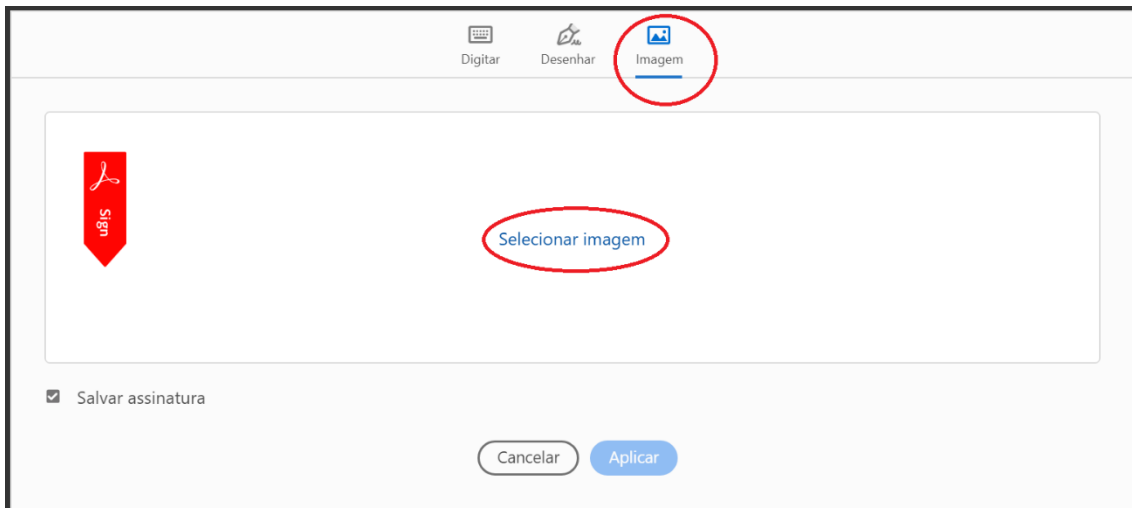 Digitar Desenhar Imagem
Sign
Selecionar imagem
Salvar assinatura
Cancelar Aplicar